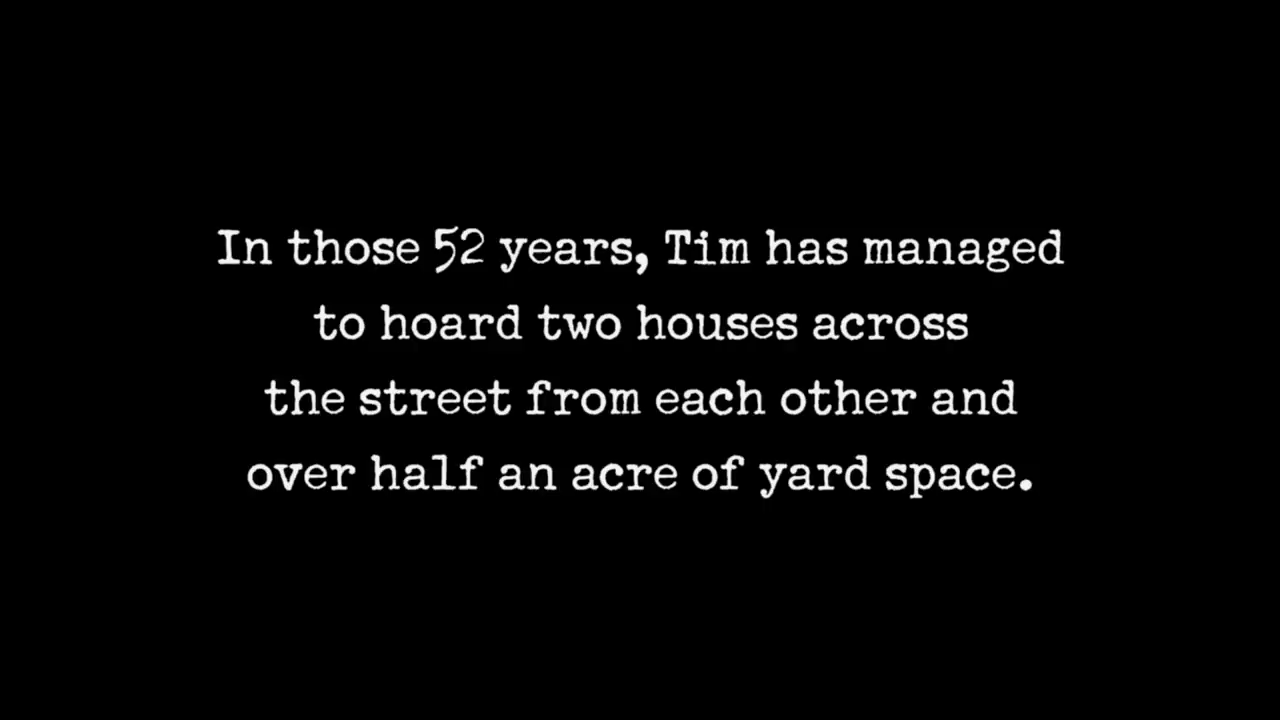 In those 52 years, Tim has managed
to hoard two houses across
the street from each other and
over half an acre of yard space.